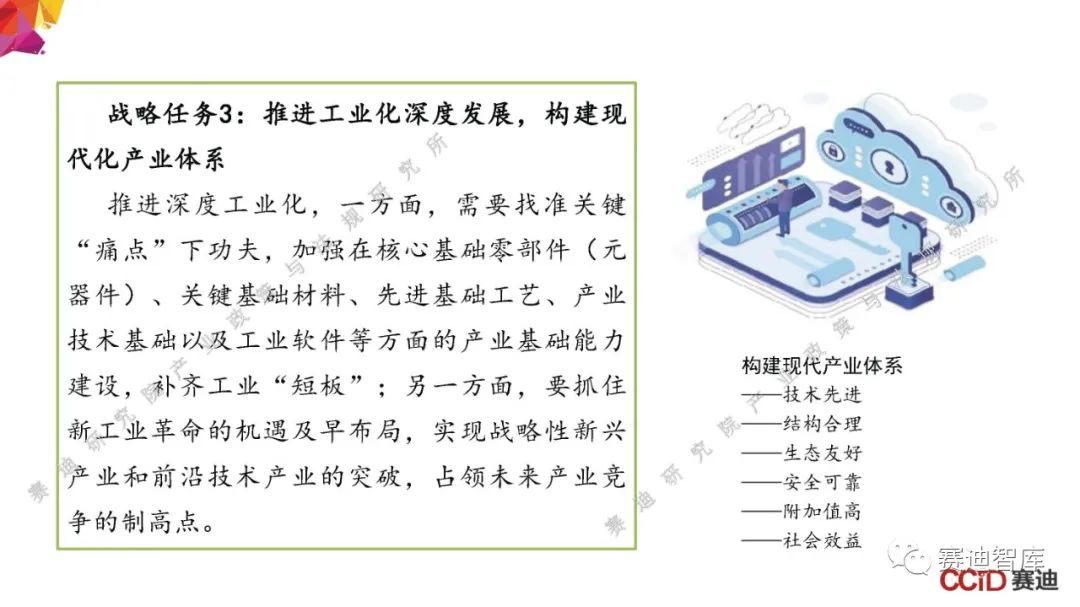 战略任务3：推进工业化深度发展，构建现
代化产业体系
推进深度工业化，一方面，需要找准关键
“痛点”下功夫，加强在核心基础零部件（元
器件）、关键基础材料、先进基础工艺、产业
技术基础以及工业软件等方面的产业基础能力
建设，补齐工业“短板”；另一方面，要抓住
新工业革命的机遇及早布局，实现战略性新兴
产业和前沿技术产业的突破，占领未来产业竞
争的制高点。
构建现代产业体系
——技术先进
——结构合理
——生态友好
——安全可靠
——附加值高
——社会效益
赛迪研究院产业政策与法规研究所
赛迪研究院产业政策与法规研究所
赛迪智库
CCID赛迪